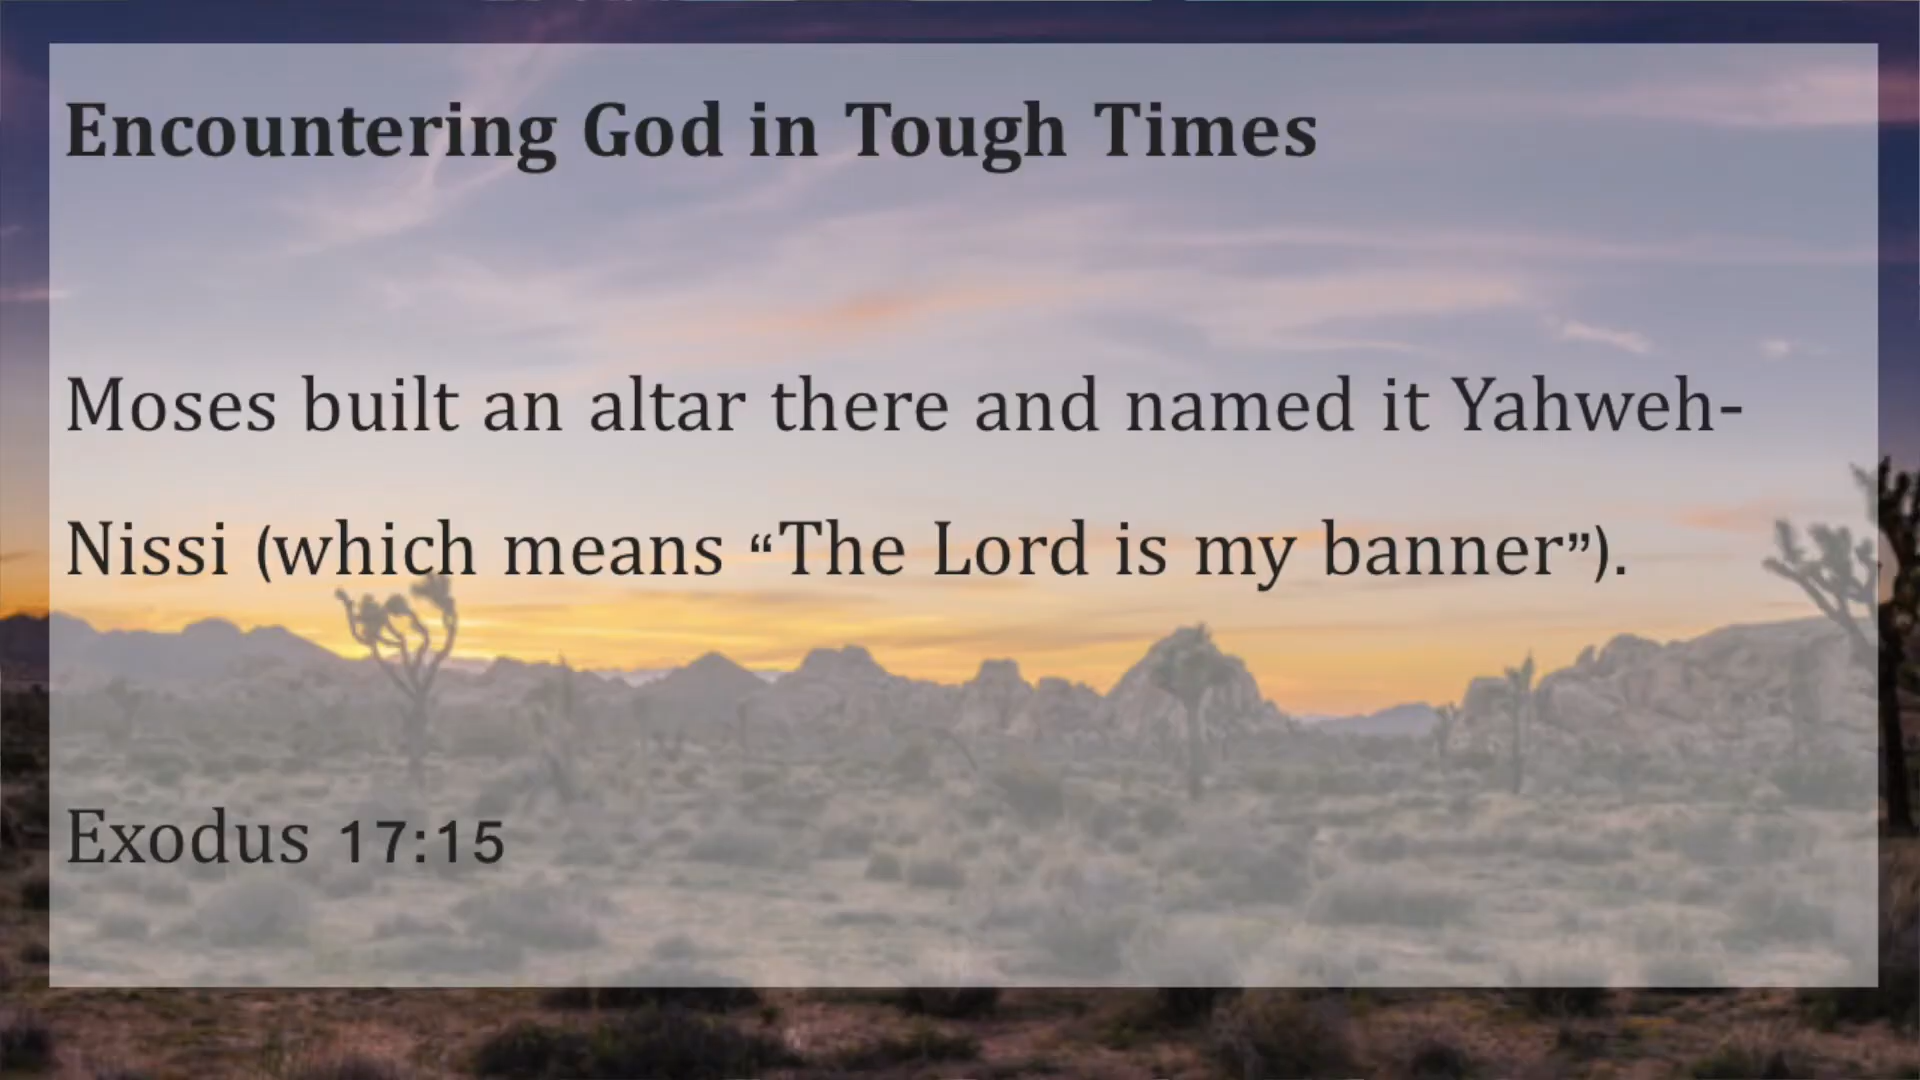 Encountering God in Tough Times
Moses built an altar there and named it Yahweh-
Nissi (which means “The Lord is my banner”).
Exodus 17:15